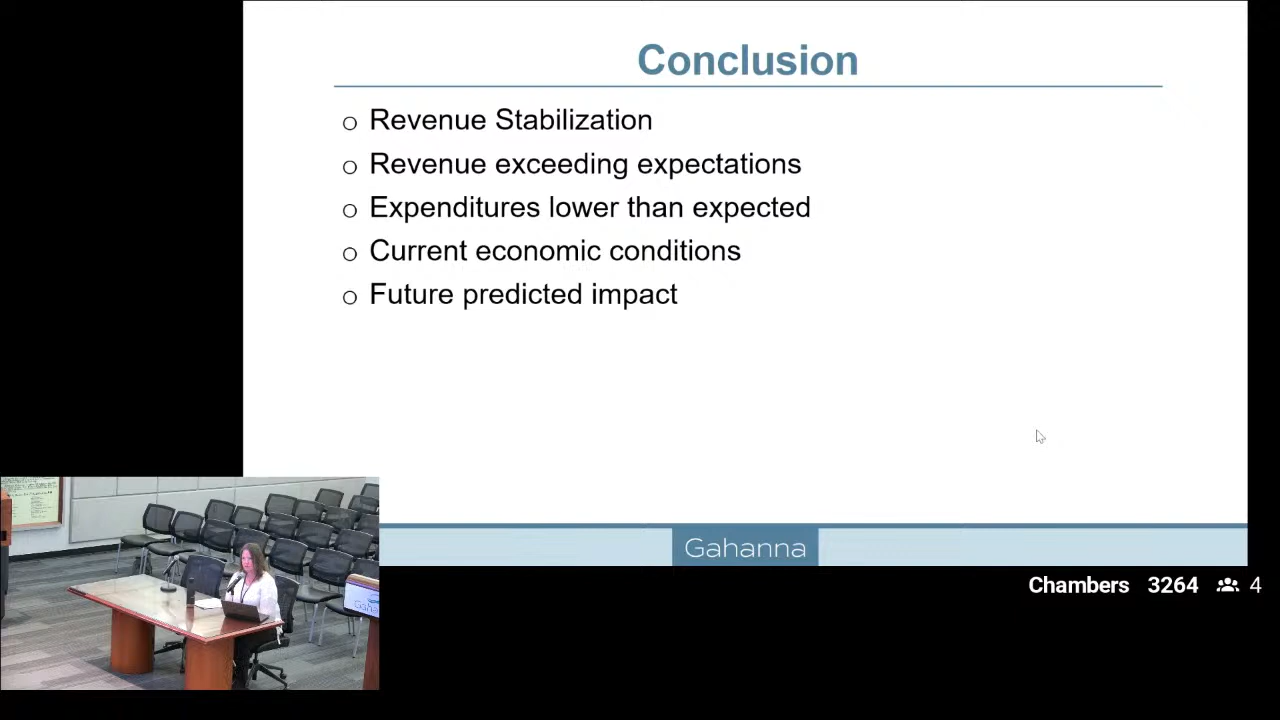 Conclusion
o Revenue Stabilization
o Revenue exceeding expectations
o Expenditures lower than expected
o Current economic conditions
o Future predicted impact
Gahanna
Chambers 3264 4